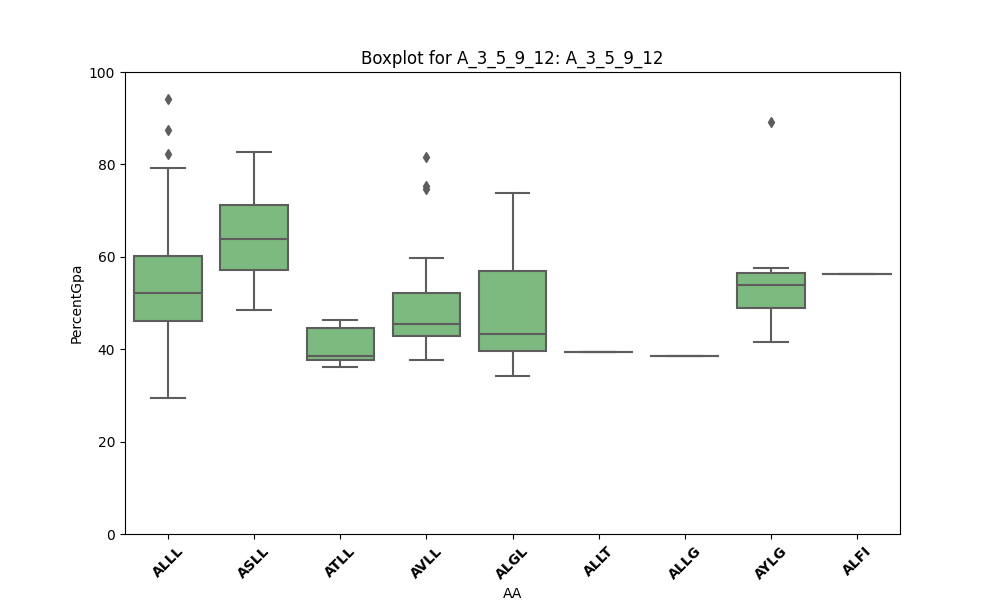 Boxplot for A_3_5_9_12: A_3_5_9_12
100
80
60
40
20
0
PercentGpa
ALLL
ASLL
ATLL
AVLL
ALGL
ALLT
ALLG
AYLG
ALFI
AA